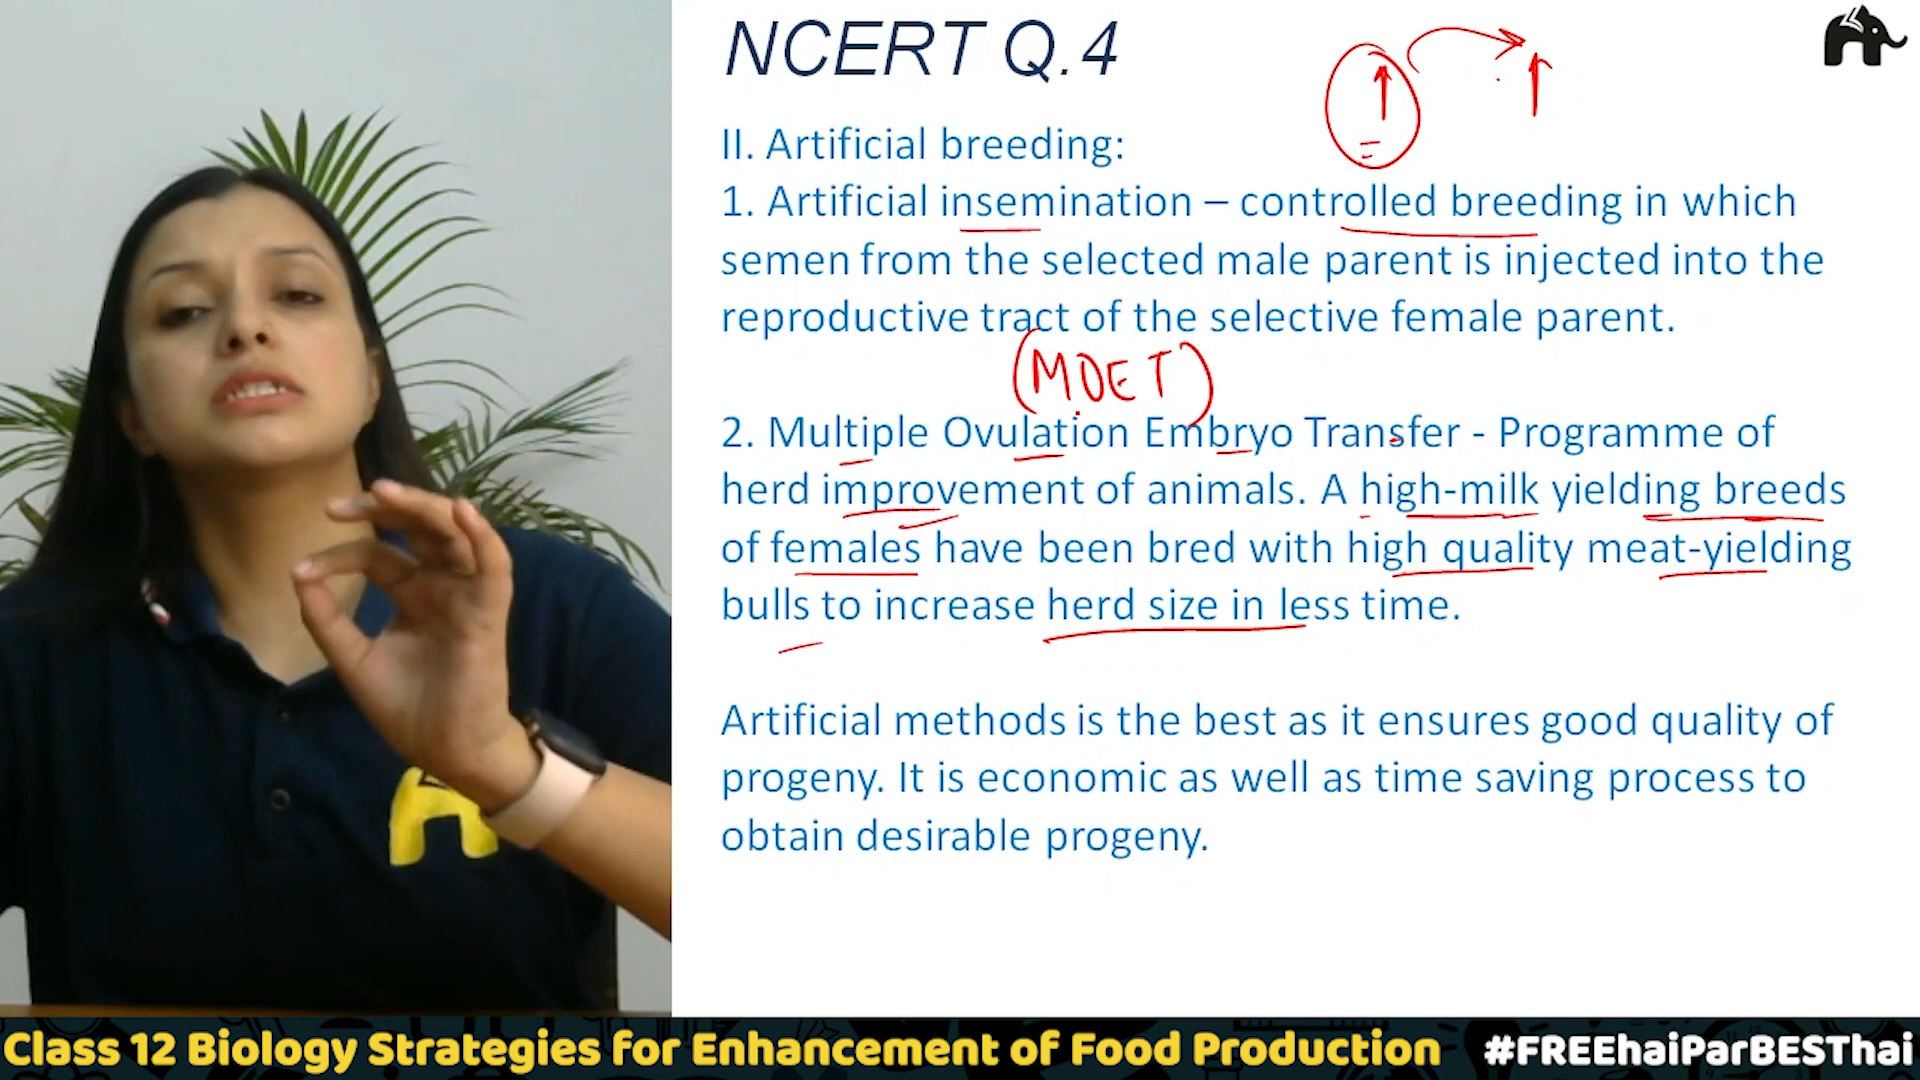 NCERT Q.4
II. Artificial breeding:
1. Artificial insemination – controlled breeding in which
semen from the selected male parent is injected into the
reproductive tract of the selective female parent.
(MOET)
2. Multiple Ovulation Embryo Transfer - Programme of
herd improvement of animals. A high-milk yielding breeds
of females have been bred with high quality meat-yielding
bulls to increase herd size in less time.
Artificial methods is the best as it ensures good quality of
progeny. It is economic as well as time saving process to
obtain desirable progeny.
Class 12 Biology Strategies for Enhancement of Food Production #FREEhaiParBESThai